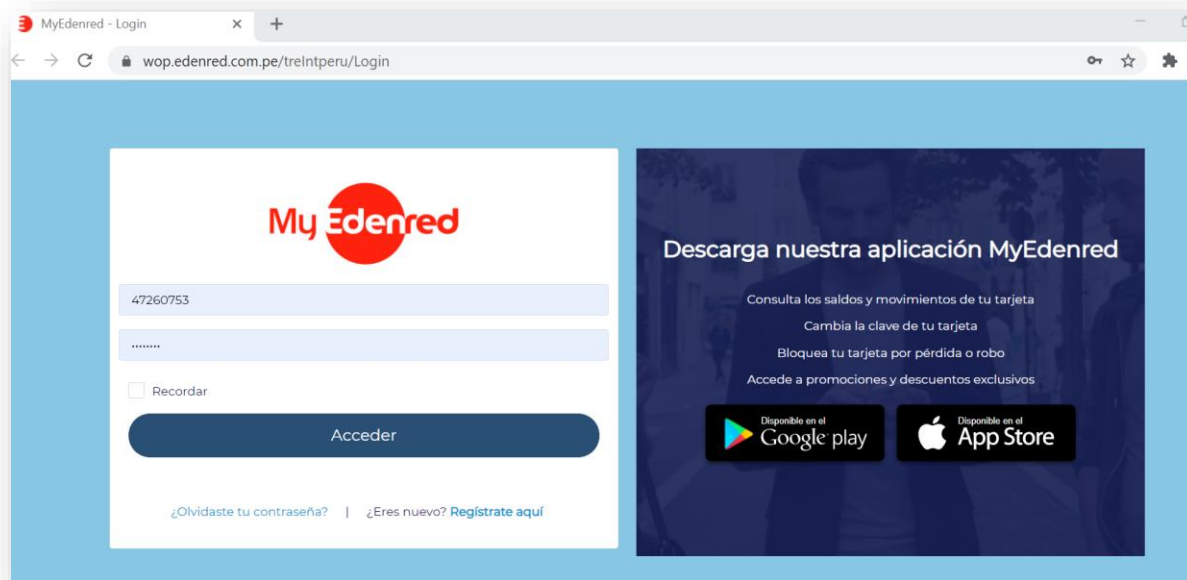 MyEdenred - Login
wop.edenred.com.pe/treIntperu/Login
My Edenred
47260753
........
Recordar
Acceder
¿Olvidaste tu contraseña? | ¿Eres nuevo? Regístrate aquí
Descarga nuestra aplicación MyEdenred
Consulta los saldos y movimientos de tu tarjeta
Cambia la clave de tu tarjeta
Bloquea tu tarjeta por pérdida o robo
Accede a promociones y descuentos exclusivos
Disponible en el
Google play
Disponible en el
App Store